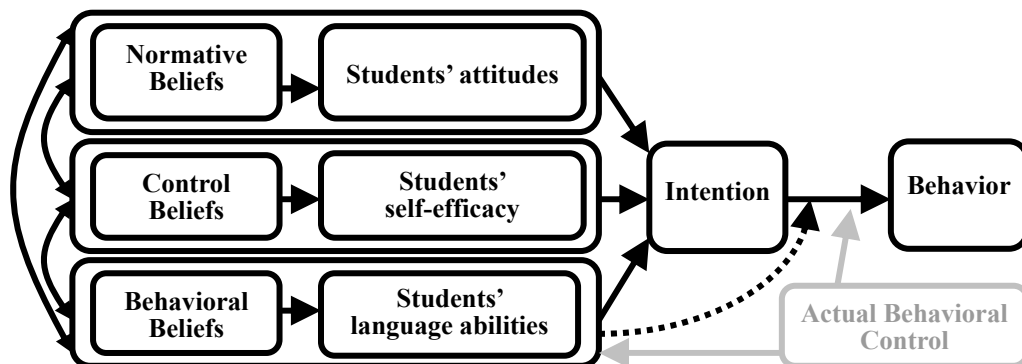 Normative
Beliefs
Students’ attitudes
Control
Beliefs
Students’
self-efficacy
Behavioral
Beliefs
Students’
language abilities
Intention
Behavior
Actual Behavioral
Control